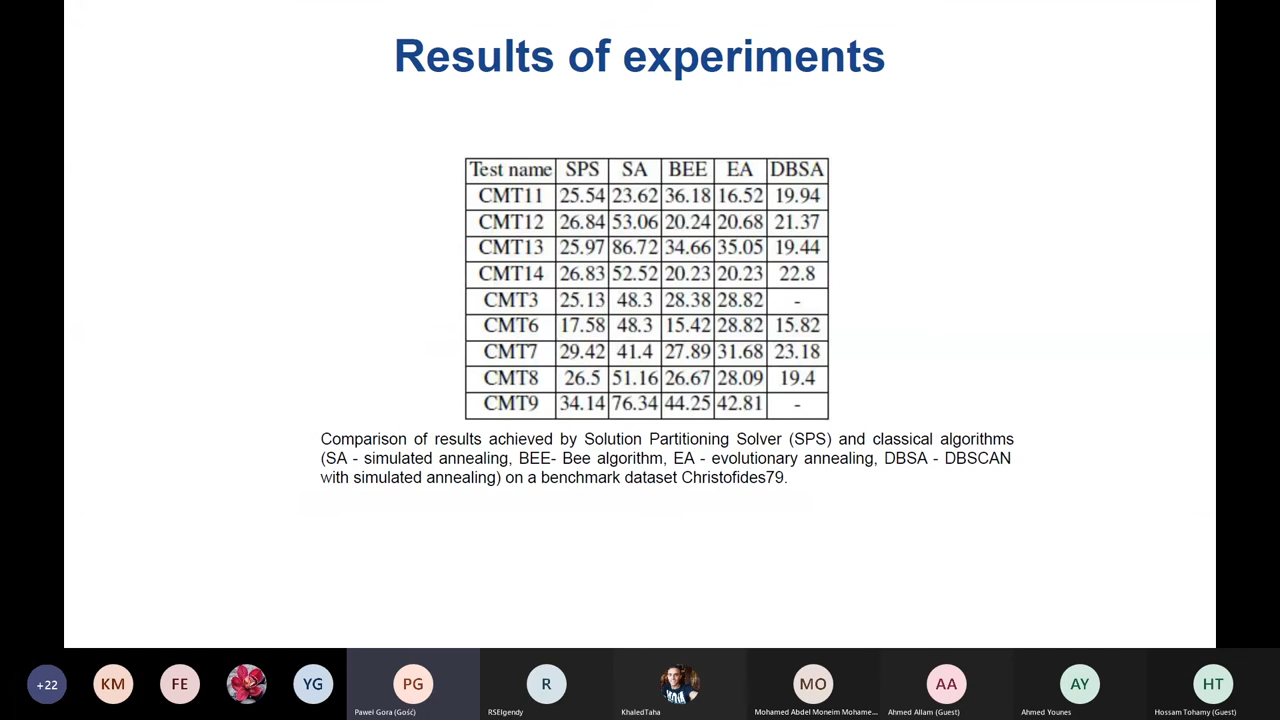 Results of experiments
Test name SPS SA BEE EA DBSA
CMT11 25.54 23.62 36.18 16.52 19.94
CMT12 26.84 53.06 20.24 20.68 21.37
CMT13 25.97 86.72 34.66 35.05 19.44
CMT14 26.83 52.52 20.23 20.23 22.8
CMT3 25.13 48.3 28.38 28.82 -
CMT6 17.58 48.3 15.42 28.82 15.82
CMT7 29.42 41.4 27.89 31.68 23.18
CMT8 26.5 51.16 26.67 28.09 19.4
CMT9 34.14 76.34 44.25 42.81 -
Comparison of results achieved by Solution Partitioning Solver (SPS) and classical algorithms
(SA - simulated annealing, BEE- Bee algorithm, EA - evolutionary annealing, DBSA - DBSCAN
with simulated annealing) on a benchmark dataset Christofides79.
+22 KM FE YG PG R MO AA AY HT
Paweł Gora (Gość) RSElgendy KhaledTaha Mohamed Abdel Moneim Mohame... Ahmed Allam (Guest) Ahmed Younes Hossam Tohamy (Guest)